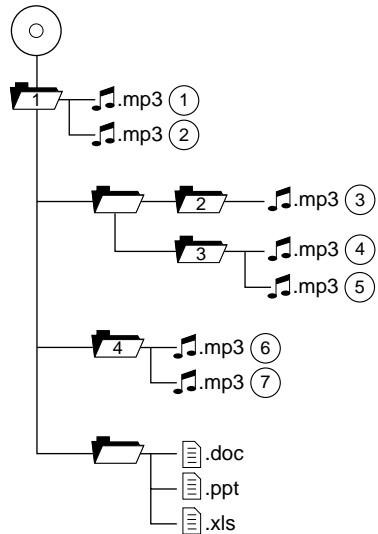 1 .mp3 1
.mp3 2
2 .mp3 3
3 .mp3 4
.mp3 5
4 .mp3 6
.mp3 7
.doc
.ppt
.xls